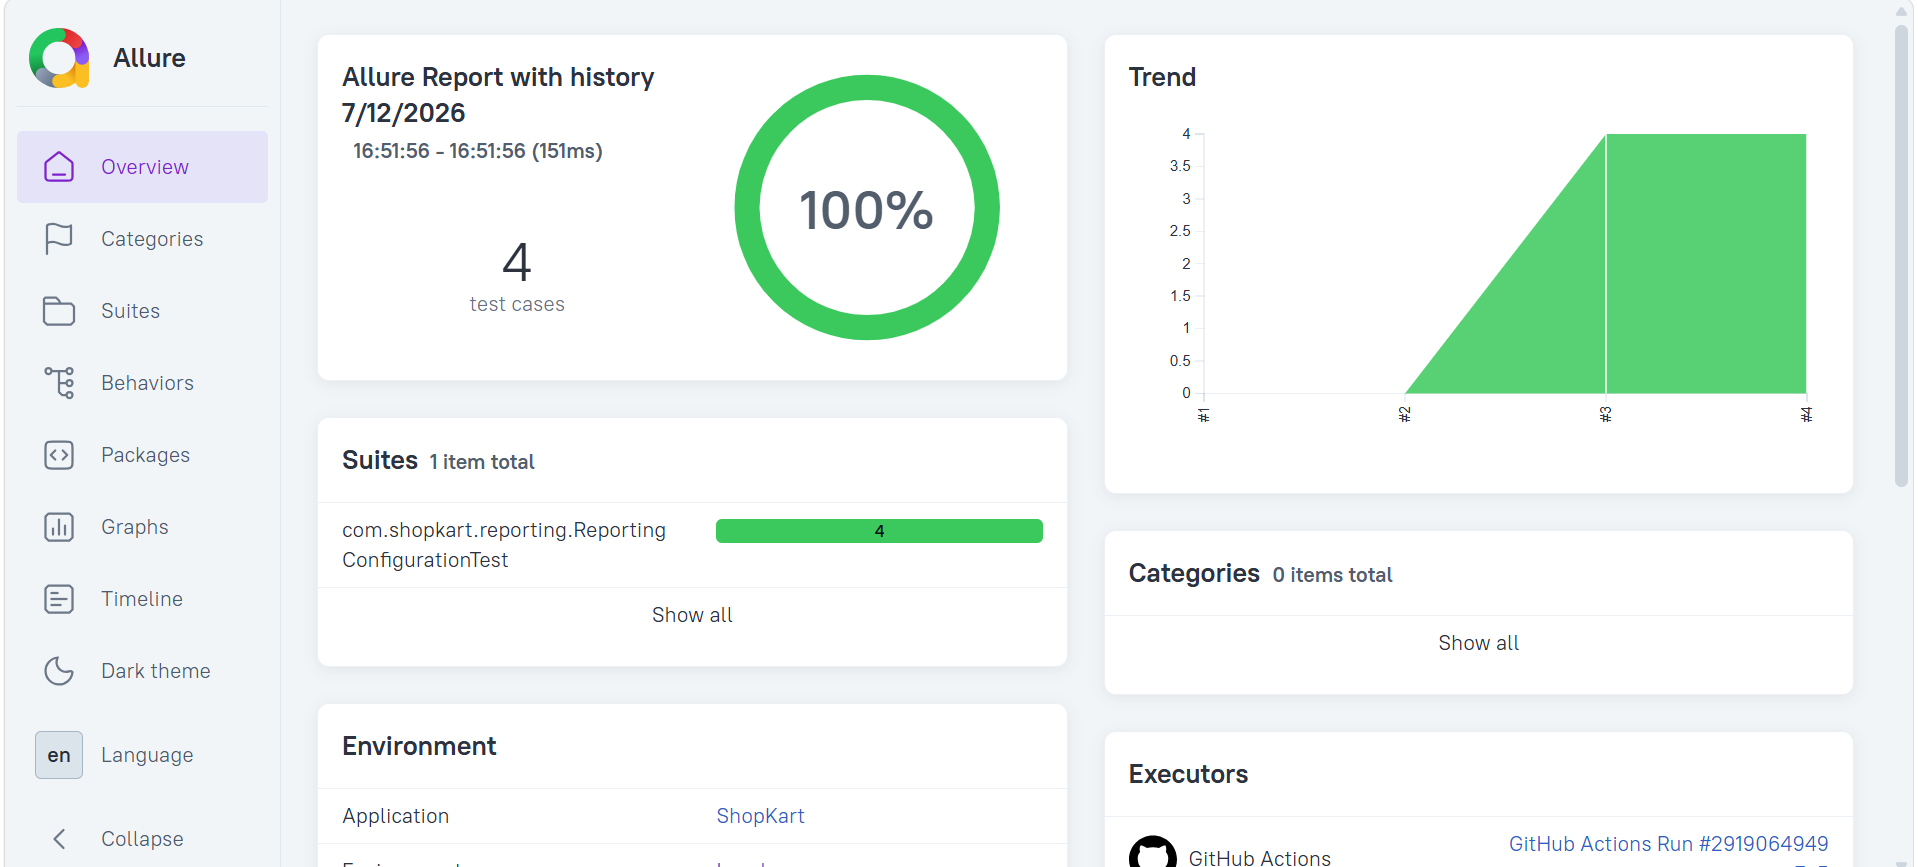 Allure
Overview
Categories
Suites
Behaviors
Packages
Graphs
Timeline
Dark theme
en Language
Collapse
Allure Report with history
7/12/2026
16:51:56 - 16:51:56 (151ms)
4
test cases
100%
Suites 1 item total
com.shopkart.reporting.Reporting
ConfigurationTest
4
Show all
Environment
Application ShopKart
Trend
4
3.5
3
2.5
2
1.5
1
0.5
0
#1
#2
#3
#4
Categories 0 items total
Show all
Executors
GitHub Actions
GitHub Actions Run #2919064949